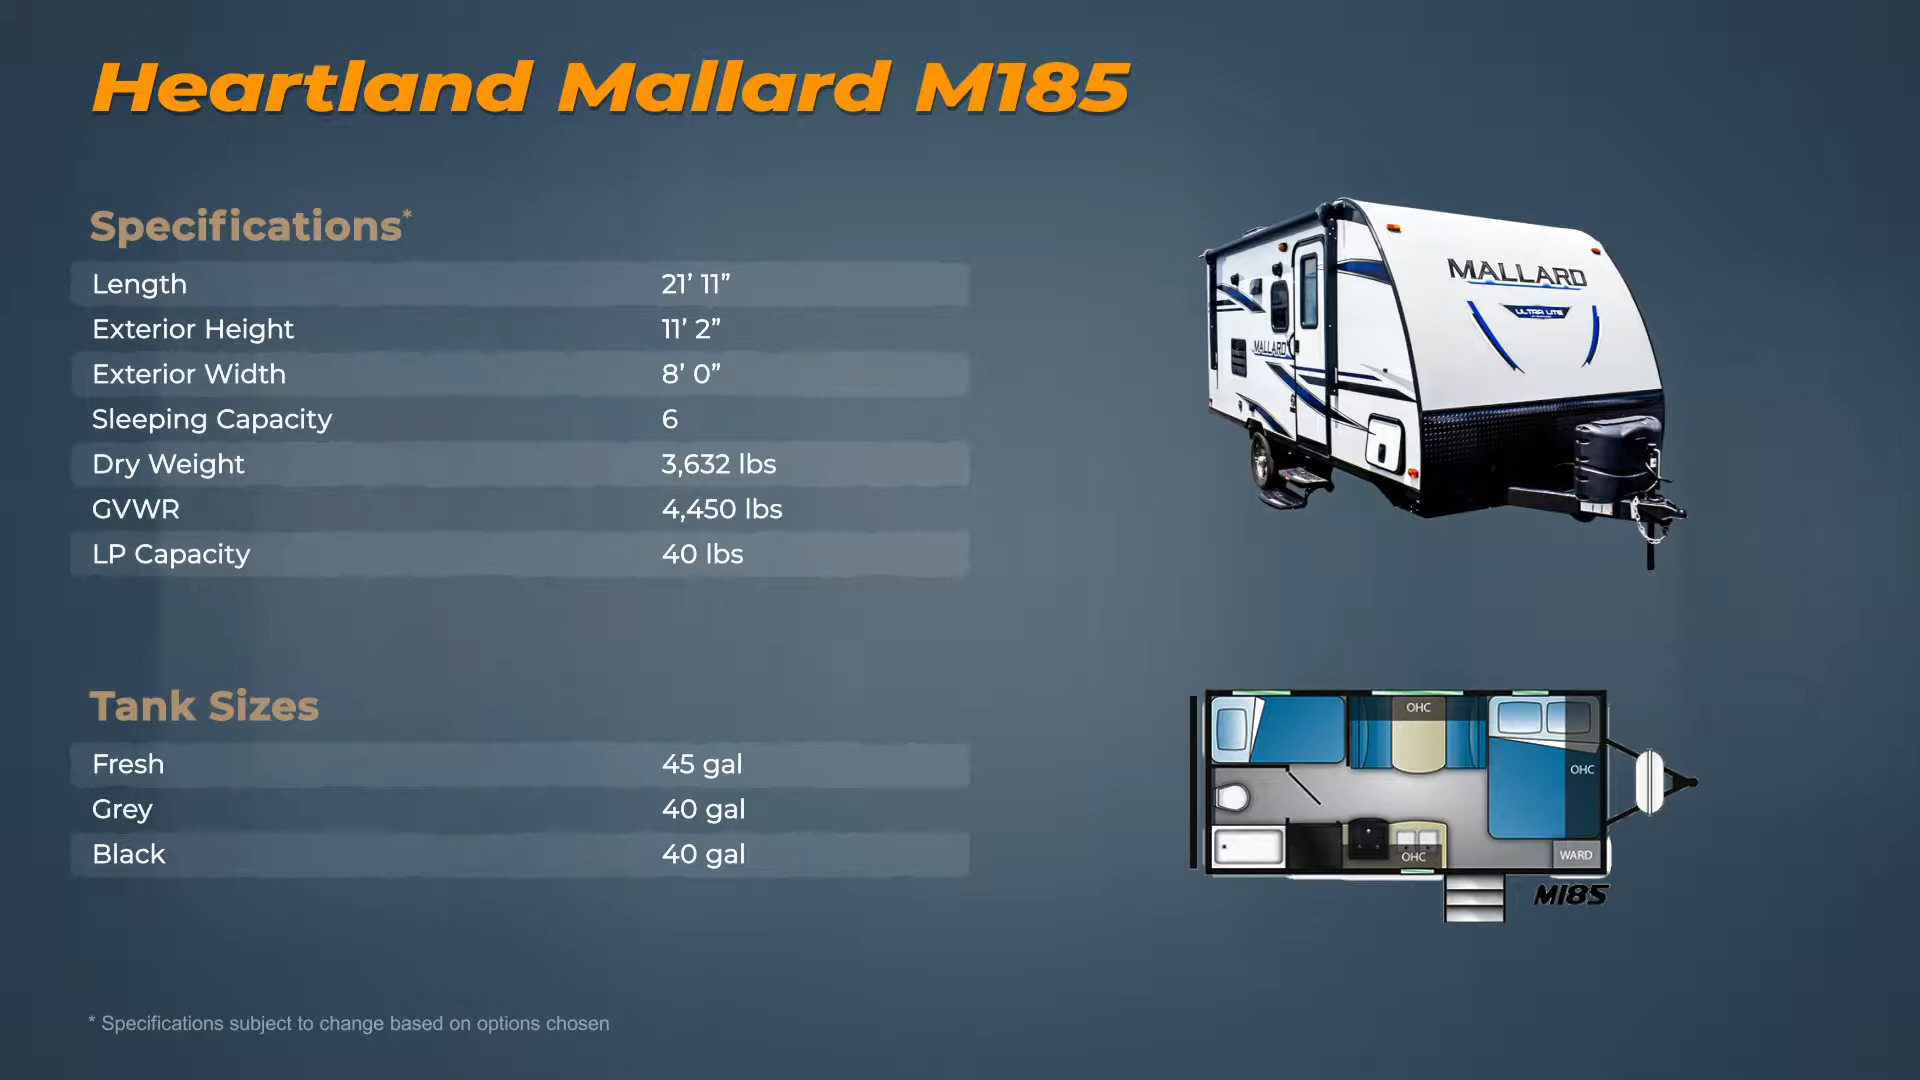 Heartland Mallard M185
Specifications*
Length 21’ 11”
Exterior Height 11’ 2”
Exterior Width 8’ 0”
Sleeping Capacity 6
Dry Weight 3,632 lbs
GVWR 4,450 lbs
LP Capacity 40 lbs
Tank Sizes
Fresh 45 gal
Grey 40 gal
Black 40 gal
* Specifications subject to change based on options chosen
MALLARD
ULTRA LITE
MALLARD
OHC
OHC
OHC
WARD
M185